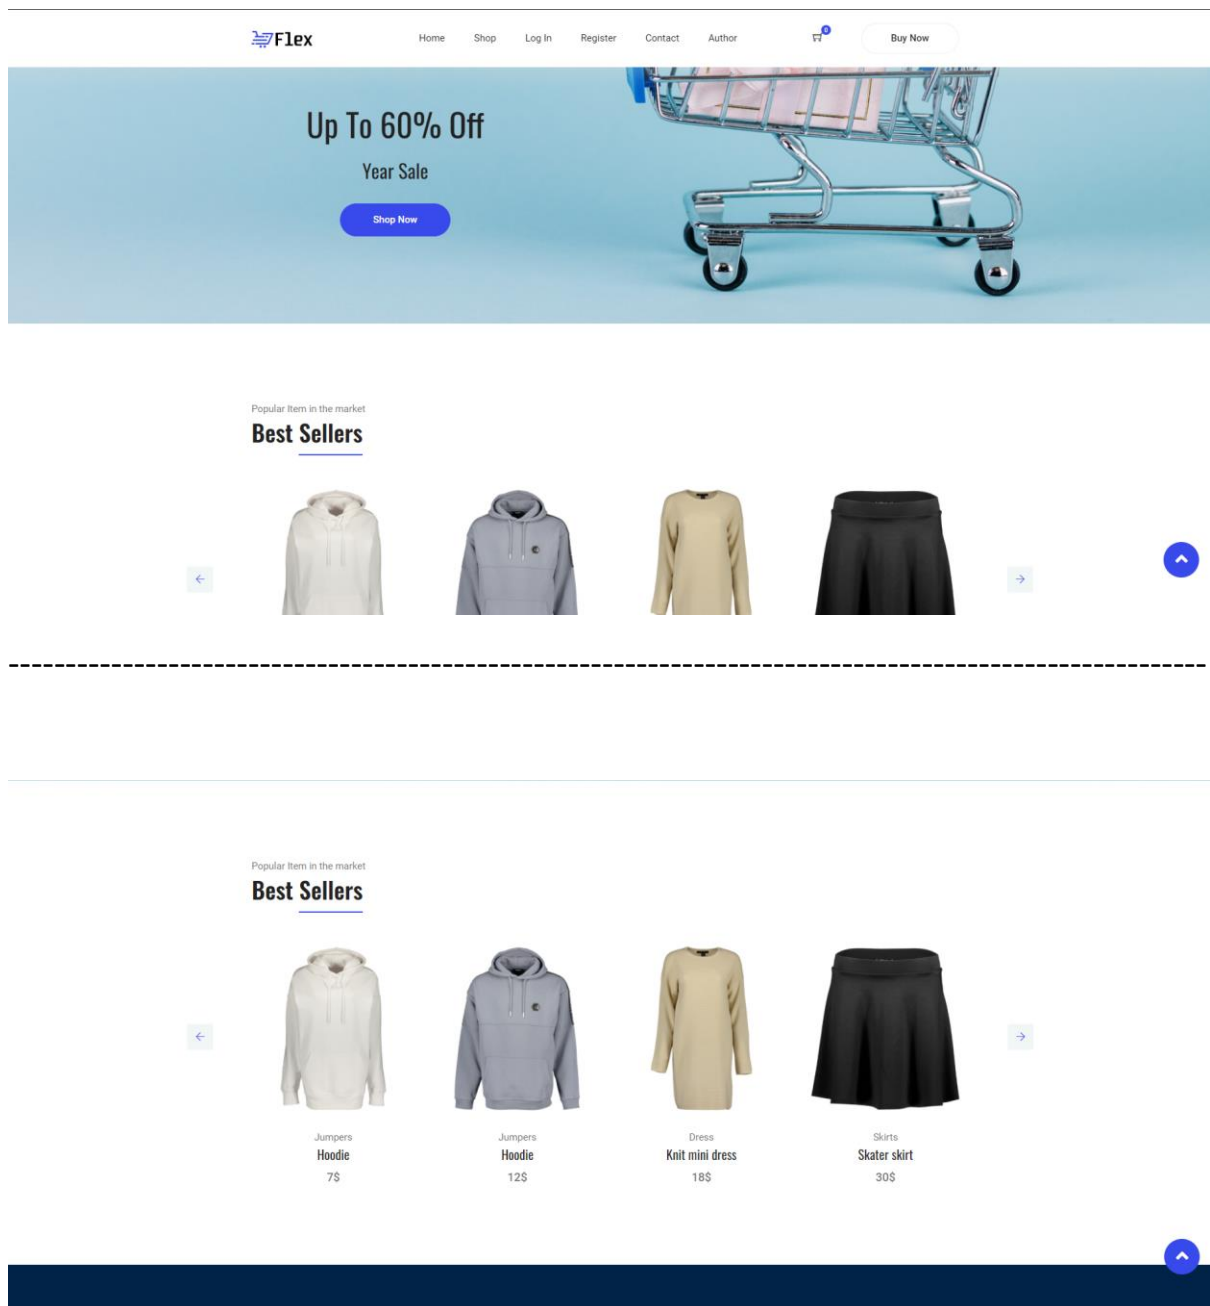 Flex
Home Shop Log In Register Contact Author 0 Buy Now
Up To 60% Off
Year Sale
Shop Now
Popular Item in the market
Best Sellers
Popular Item in the market
Best Sellers
Jumpers Jumpers Dress Skirts
Hoodie Hoodie Knit mini dress Skater skirt
7$ 12$ 18$ 30$